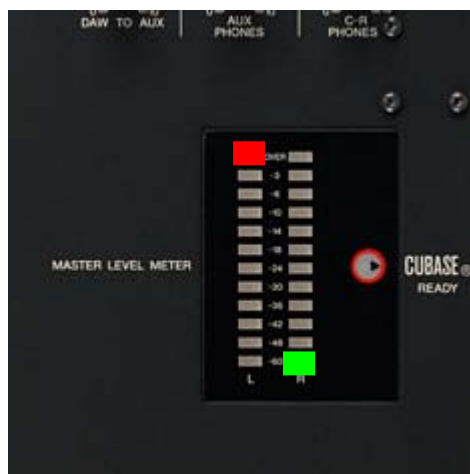 DAW TO AUX
AUX
PHONES
C-R
PHONES
-3
-6
-10
-14
-18
MASTER LEVEL METER
-24
CUBASE®
-30
READY
-36
-42
-48
-60
L